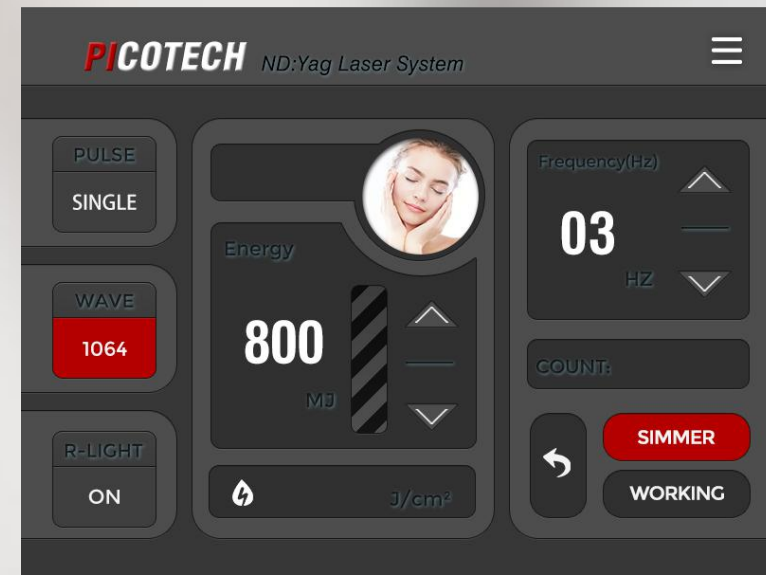 PICOTECH ND:Yag Laser System
PULSE
SINGLE
WAVE
1064
R-LIGHT
ON
Energy
800
MJ
J/cm²
Frequency(Hz)
03
HZ
COUNT:
SIMMER
WORKING